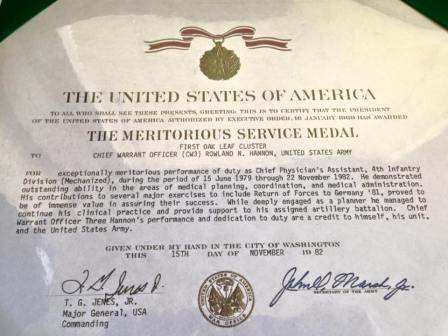 THE UNITED STATES OF AMERICA
TO ALL WHO SHALL SEE THESE PRESENTS, GREETING: THIS IS TO CERTIFY THAT THE PRESIDENT
OF THE UNITED STATES OF AMERICA AUTHORIZED BY EXECUTIVE ORDER, 16 JANUARY 1969 HAS AWARDED
THE MERITORIOUS SERVICE MEDAL
FIRST OAK LEAF CLUSTER
TO CHIEF WARRANT OFFICER (CW3) ROWLAND N. HANNON, UNITED STATES ARMY
FOR exceptionally meritorious performance of duty as Chief Physician's Assistant, 4th Infantry
Division (Mechanized), during the period of 15 June 1979 through 22 November 1982. He demonstrated
outstanding ability in the areas of medical planning, coordination, and medical administration.
His contributions to several major exercises to include Return of Forces to Germany '81, proved to
be of immense value in assuring their success. While deeply engaged as a planner he managed to
continue his clinical practice and provide support to his assigned artillery battalion. Chief
Warrant Officer Three Hannon's performance and dedication to duty are a credit to himself, his unit,
and the United States Army.
GIVEN UNDER MY HAND IN THE CITY OF WASHINGTON
THIS 15TH DAY OF NOVEMBER 1982
John O. Marsh, Jr.
SECRETARY OF THE ARMY
T. G. JENES, JR.
Major General, USA
Commanding